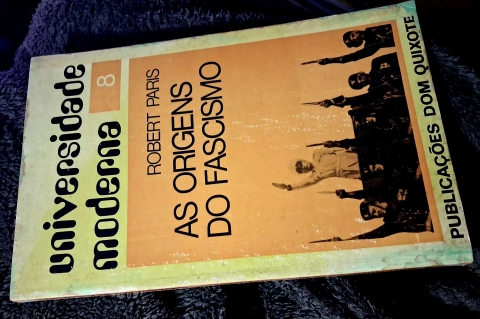 universidade
moderna
8
ROBERT PARIS
AS ORIGENS
DO FASCISMO
PUBLICAÇÕES DOM QUIXOTE